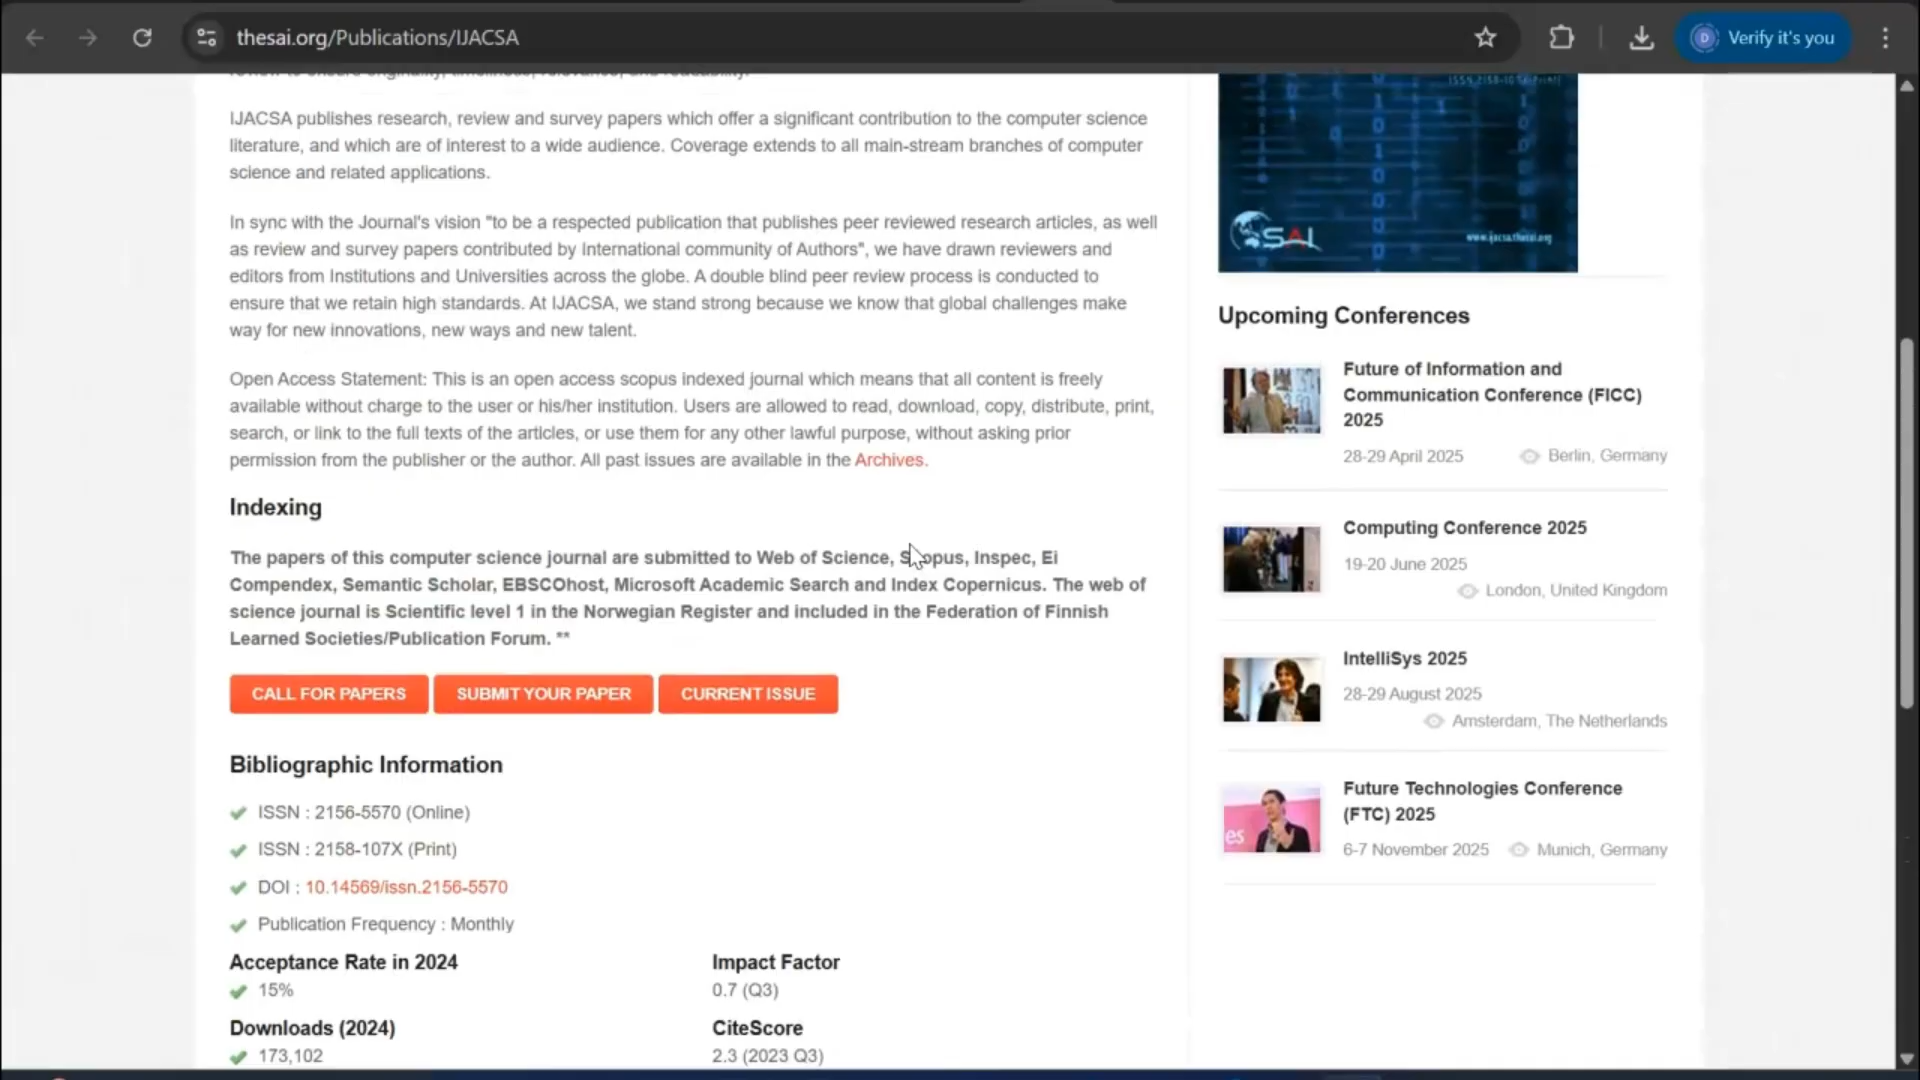 thesai.org/Publications/IJACSA
Verify it's you
D
review to ensure originality, timeliness, relevance, and readability.
IJACSA publishes research, review and survey papers which offer a significant contribution to the computer science
literature, and which are of interest to a wide audience. Coverage extends to all main-stream branches of computer
science and related applications.
In sync with the Journal's vision "to be a respected publication that publishes peer reviewed research articles, as well
as review and survey papers contributed by International community of Authors", we have drawn reviewers and
editors from Institutions and Universities across the globe. A double blind peer review process is conducted to
ensure that we retain high standards. At IJACSA, we stand strong because we know that global challenges make
way for new innovations, new ways and new talent.
Open Access Statement: This is an open access scopus indexed journal which means that all content is freely
available without charge to the user or his/her institution. Users are allowed to read, download, copy, distribute, print,
search, or link to the full texts of the articles, or use them for any other lawful purpose, without asking prior
permission from the publisher or the author. All past issues are available in the Archives.
Indexing
The papers of this computer science journal are submitted to Web of Science, Scopus, Inspec, Ei
Compendex, Semantic Scholar, EBSCOhost, Microsoft Academic Search and Index Copernicus. The web of
science journal is Scientific level 1 in the Norwegian Register and included in the Federation of Finnish
Learned Societies/Publication Forum. **
CALL FOR PAPERS
SUBMIT YOUR PAPER
CURRENT ISSUE
Bibliographic Information
ISSN : 2156-5570 (Online)
ISSN : 2158-107X (Print)
DOI : 10.14569/issn.2156-5570
Publication Frequency : Monthly
Acceptance Rate in 2024
15%
Impact Factor
0.7 (Q3)
Downloads (2024)
173,102
CiteScore
2.3 (2023 Q3)
ISSN 2158-107X(Print)
SAI
www.ijacsa.thesai.org
Upcoming Conferences
Future of Information and
Communication Conference (FICC)
2025
28-29 April 2025
Berlin, Germany
Computing Conference 2025
19-20 June 2025
London, United Kingdom
IntelliSys 2025
28-29 August 2025
Amsterdam, The Netherlands
Future Technologies Conference
(FTC) 2025
6-7 November 2025
Munich, Germany
es